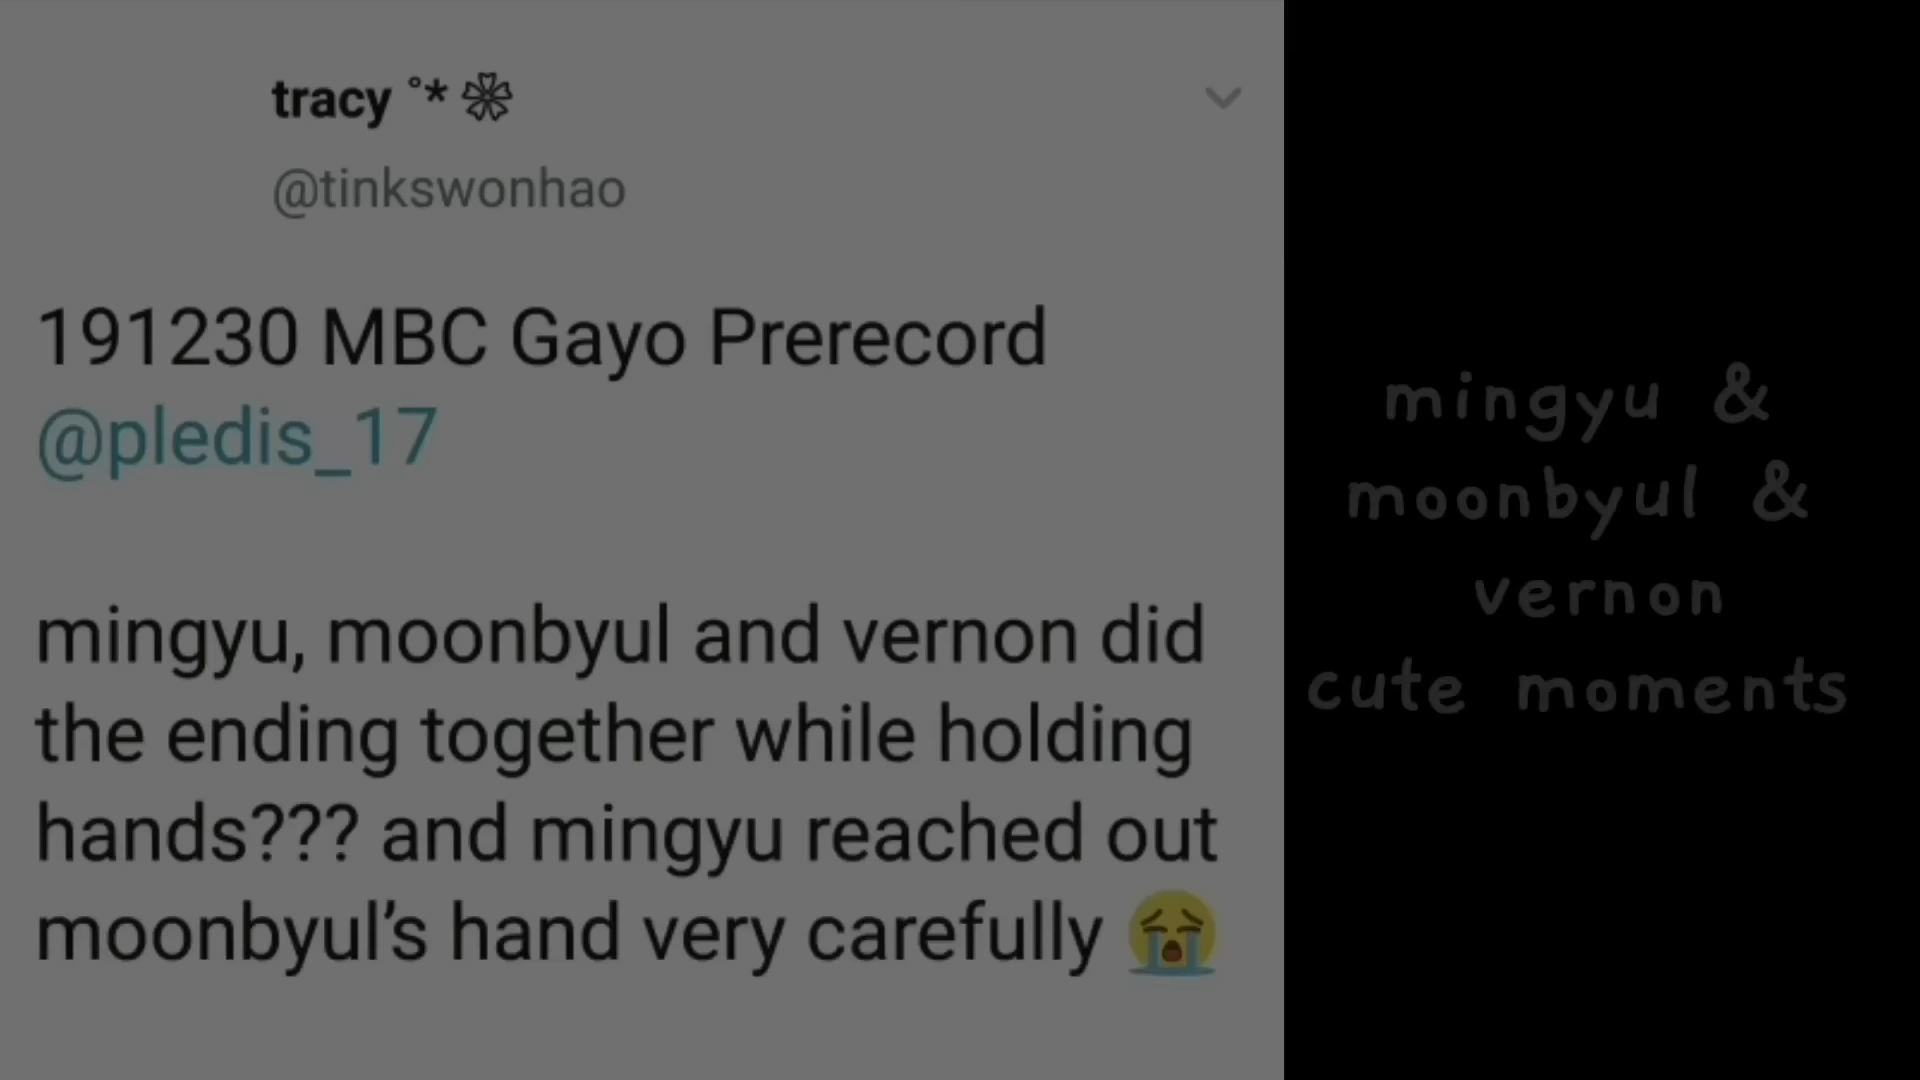 tracy °* ❀
@tinkswonhao
191230 MBC Gayo Prerecord
@pledis_17
mingyu, moonbyul and vernon did
the ending together while holding
hands??? and mingyu reached out
moonbyul’s hand very carefully 😭
mingyu &
moonbyul &
vernon
cute moments